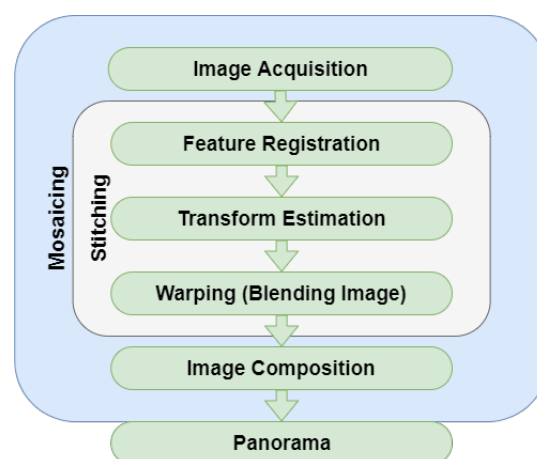 Image Acquisition
Feature Registration
Transform Estimation
Warping (Blending Image)
Image Composition
Panorama
Mosaicing
Stitching